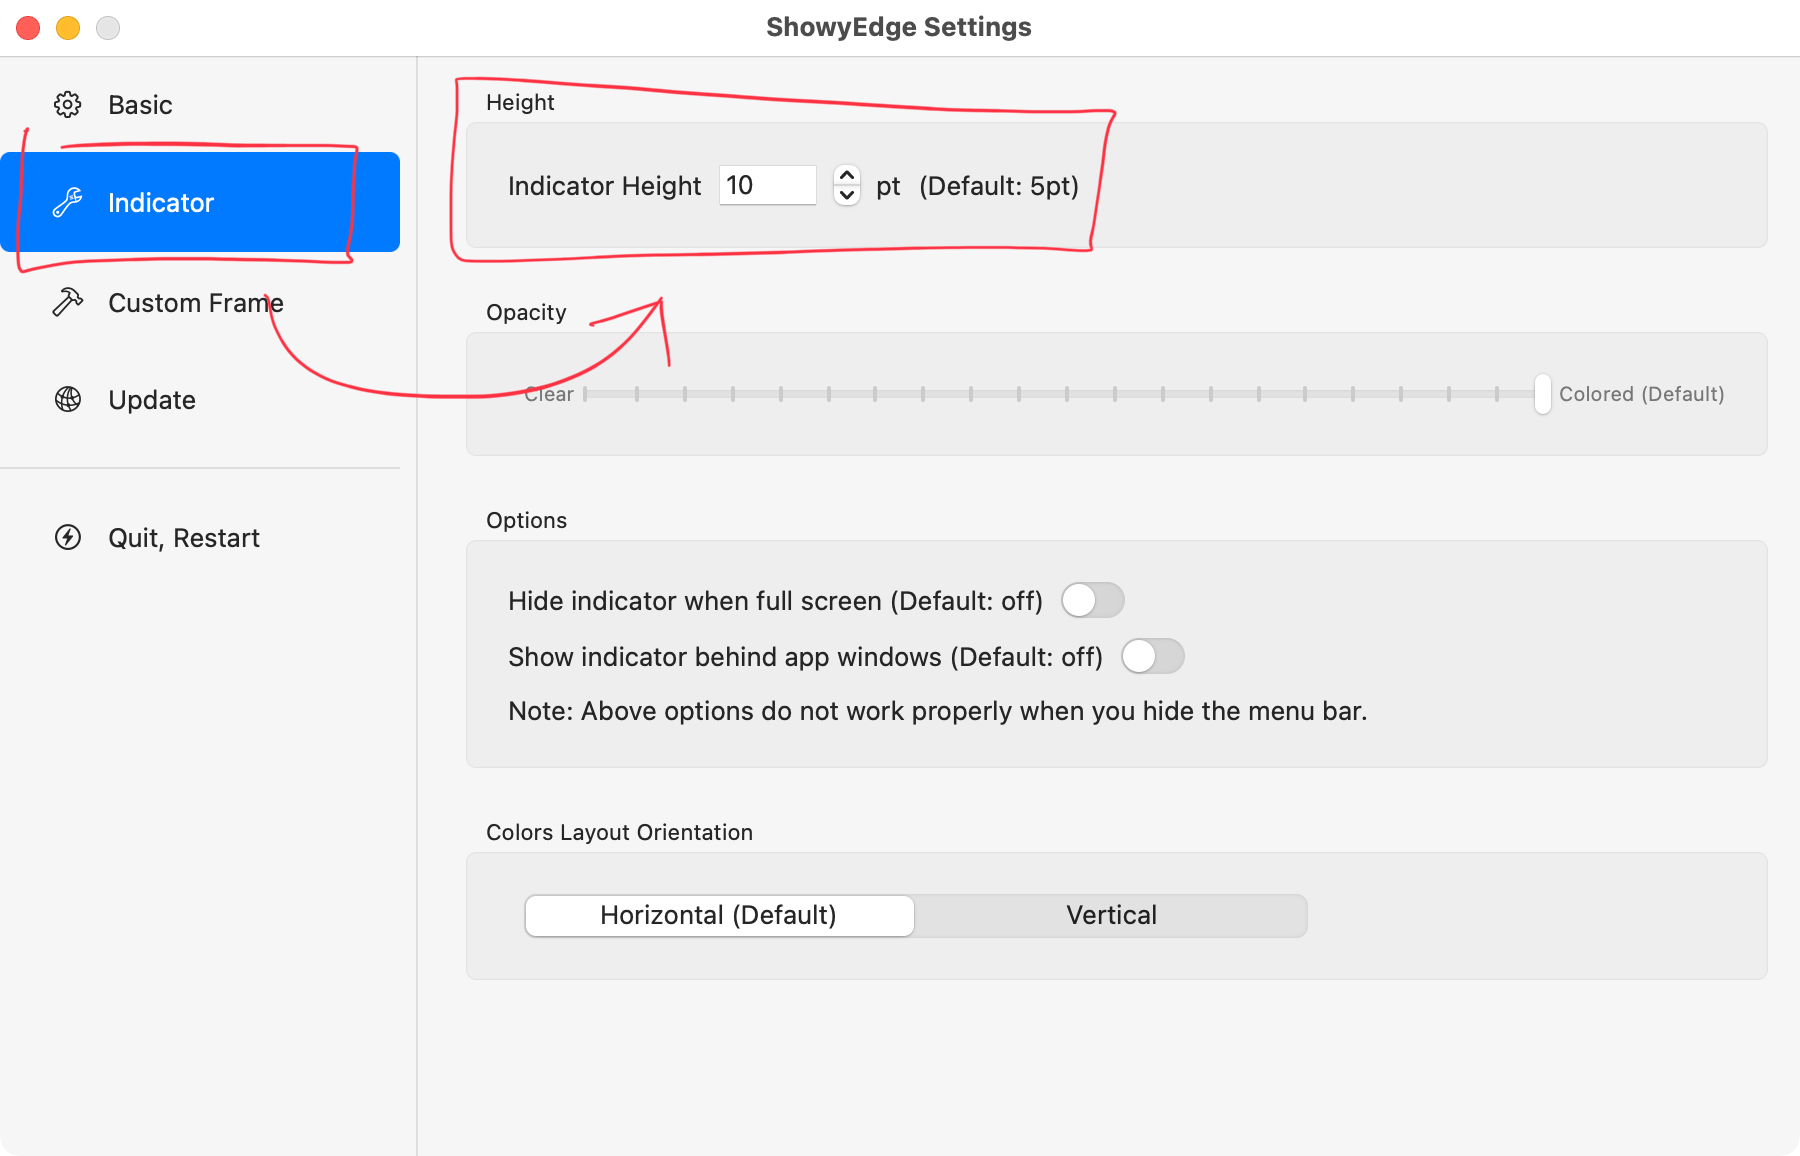 ShowyEdge Settings
Basic
Indicator
Custom Frame
Update
Quit, Restart
Height
Indicator Height 10 pt (Default: 5pt)
Opacity
Clear Colored (Default)
Options
Hide indicator when full screen (Default: off)
Show indicator behind app windows (Default: off)
Note: Above options do not work properly when you hide the menu bar.
Colors Layout Orientation
Horizontal (Default) Vertical